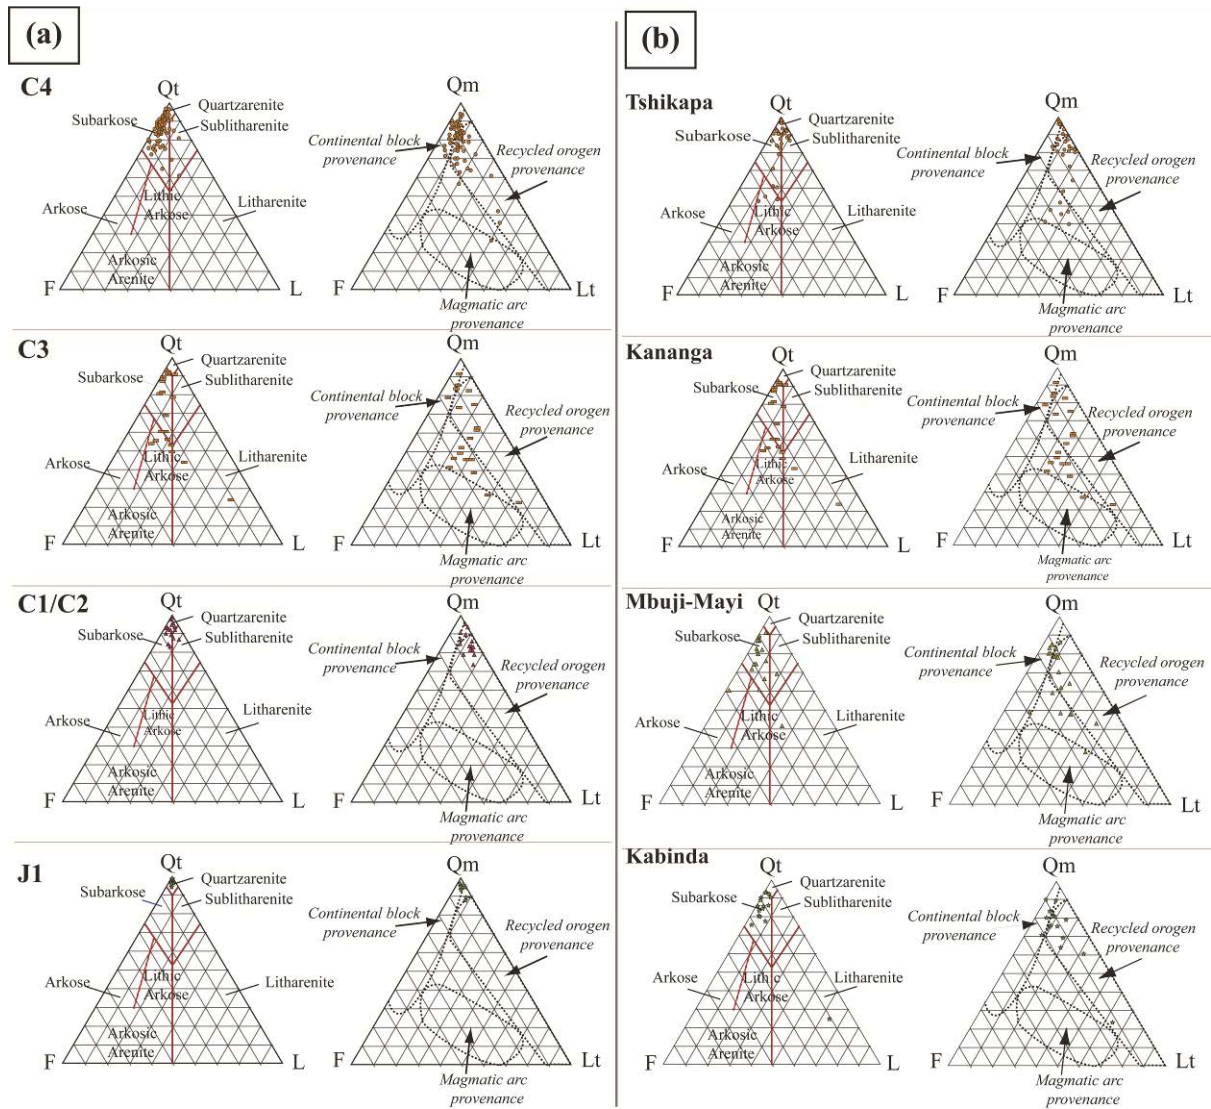 (a)
C4
Qt
Quartzarenite
Subarkose
Sublitharenite
Arkose
Lithic
Arkose
Litharenite
Arkosic
Arenite
F
L
Qm
Continental block
provenance
Recycled orogen
provenance
F
Lt
Magmatic arc
provenance
C3
Qt
Quartzarenite
Subarkose
Sublitharenite
Arkose
Lithic
Arkose
Litharenite
Arkosic
Arenite
F
L
Qm
Continental block
provenance
Recycled orogen
provenance
F
Lt
Magmatic arc
provenance
C1/C2
Qt
Quartzarenite
Subarkose
Sublitharenite
Arkose
Lithic
Arkose
Litharenite
Arkosic
Arenite
F
L
Qm
Continental block
provenance
Recycled orogen
provenance
F
Lt
Magmatic arc
provenance
J1
Qt
Quartzarenite
Subarkose
Sublitharenite
Arkose
Lithic
Arkose
Litharenite
Arkosic
Arenite
F
L
Qm
Continental block
provenance
Recycled orogen
provenance
F
Lt
Magmatic arc
provenance
(b)
Tshikapa
Qt
Quartzarenite
Subarkose
Sublitharenite
Arkose
Lithic
Arkose
Litharenite
Arkosic
Arenite
F
L
Qm
Continental block
provenance
Recycled orogen
provenance
F
Lt
Magmatic arc
provenance
Kananga
Qt
Quartzarenite
Subarkose
Sublitharenite
Arkose
Lithic
Arkose
Litharenite
Arkosic
Arenite
F
L
Qm
Continental block
provenance
Recycled orogen
provenance
F
Lt
Magmatic arc
provenance
Mbuji-Mayi
Qt
Quartzarenite
Subarkose
Sublitharenite
Arkose
Lithic
Arkose
Litharenite
Arkosic
Arenite
F
L
Qm
Continental block
provenance
Recycled orogen
provenance
F
Lt
Magmatic arc
provenance
Kabinda
Qt
Quartzarenite
Subarkose
Sublitharenite
Arkose
Lithic
Arkose
Litharenite
Arkosic
Arenite
F
L
Qm
Continental block
provenance
Recycled orogen
provenance
F
Lt
Magmatic arc
provenance